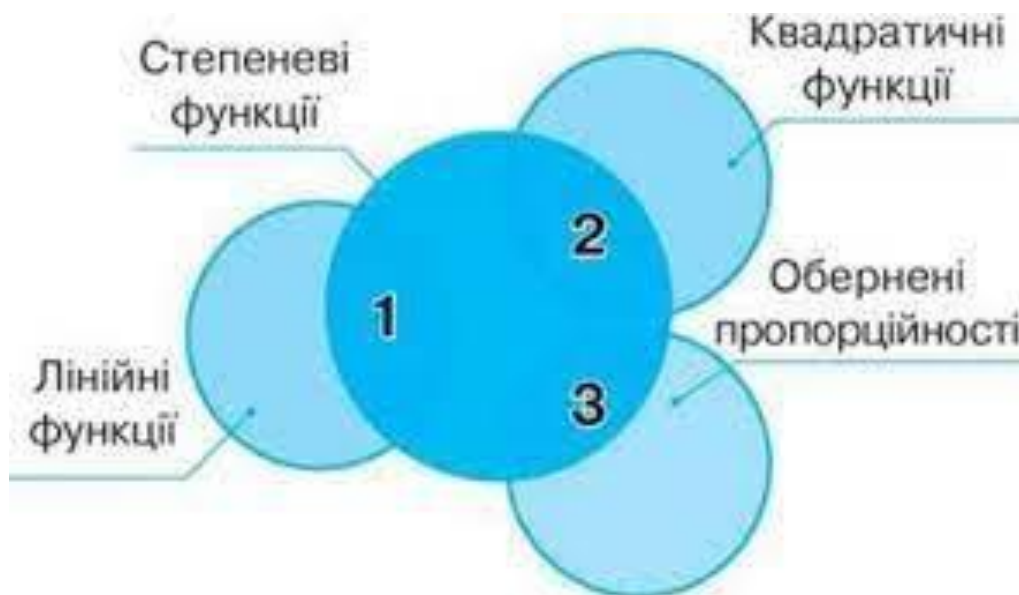 Степеневі
функції
Квадратичні
функції
1
2
3
Обернені
пропорційності
Лінійні
функції